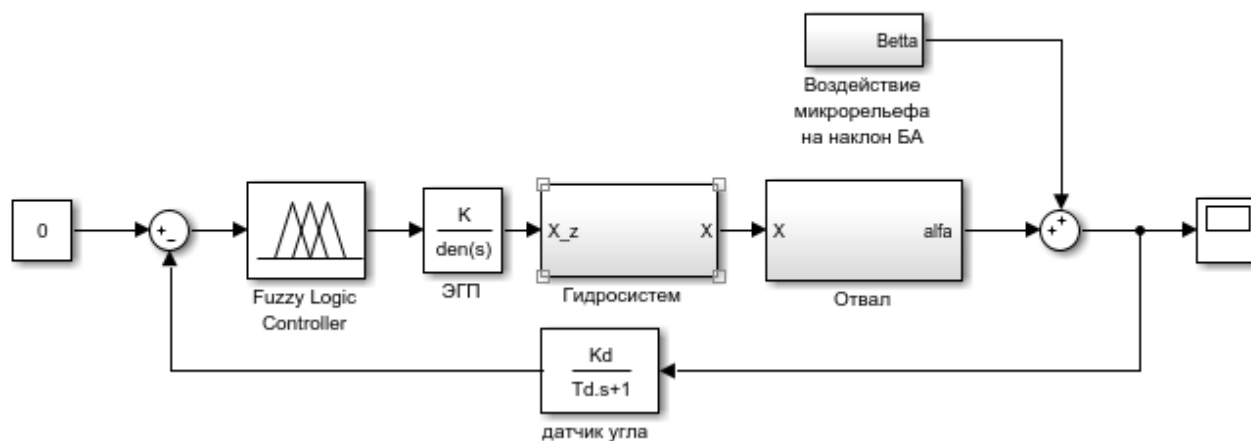 Betta
Воздействие
микрорельефа
на наклон БА
0
+
-
Fuzzy Logic
Controller
K
den(s)
ЭГП
X_z
X
Гидросистем
X
alfa
Отвал
+
+
Kd
Td.s+1
датчик угла